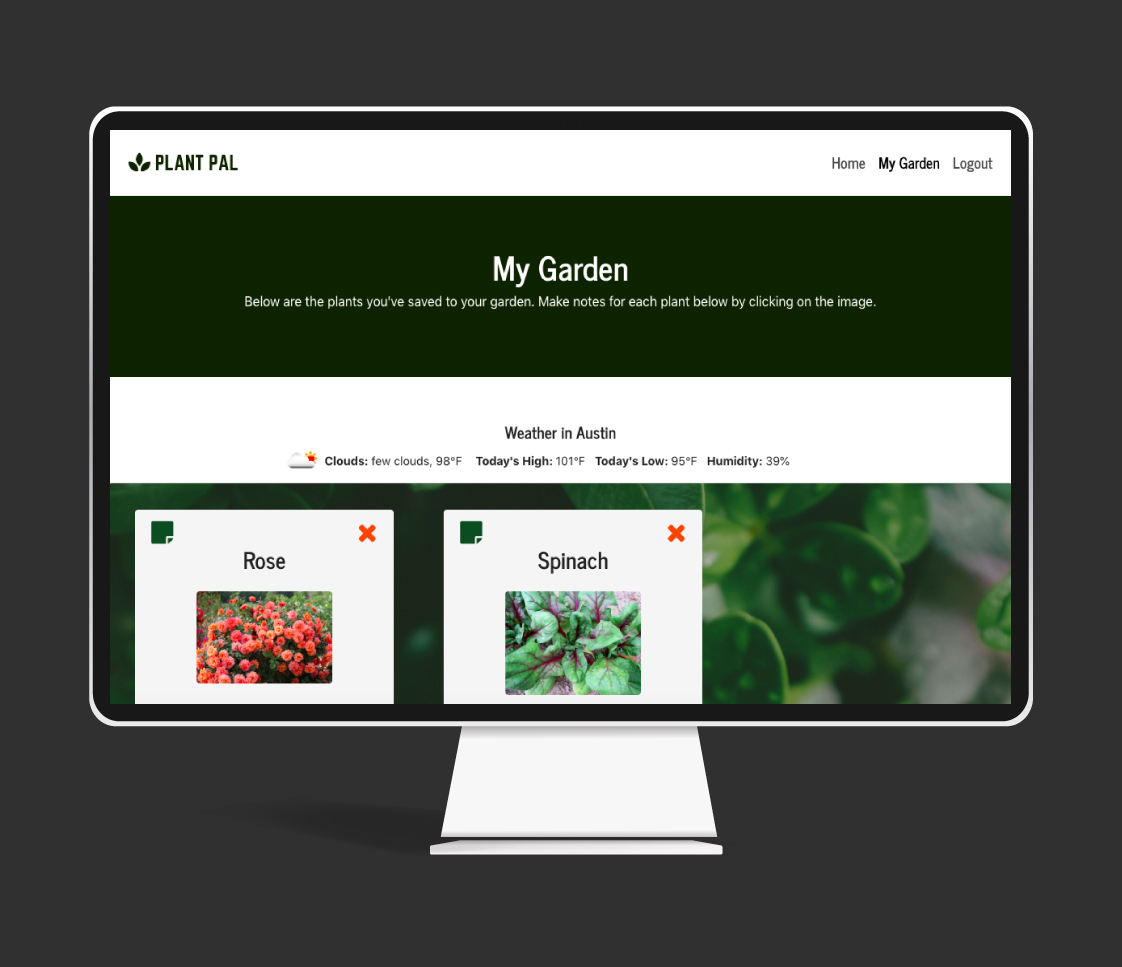 PLANT PAL
Home My Garden Logout
My Garden
Below are the plants you've saved to your garden. Make notes for each plant below by clicking on the image.
Weather in Austin
Clouds: few clouds, 98°F Today's High: 101°F Today's Low: 95°F Humidity: 39%
Rose
Spinach